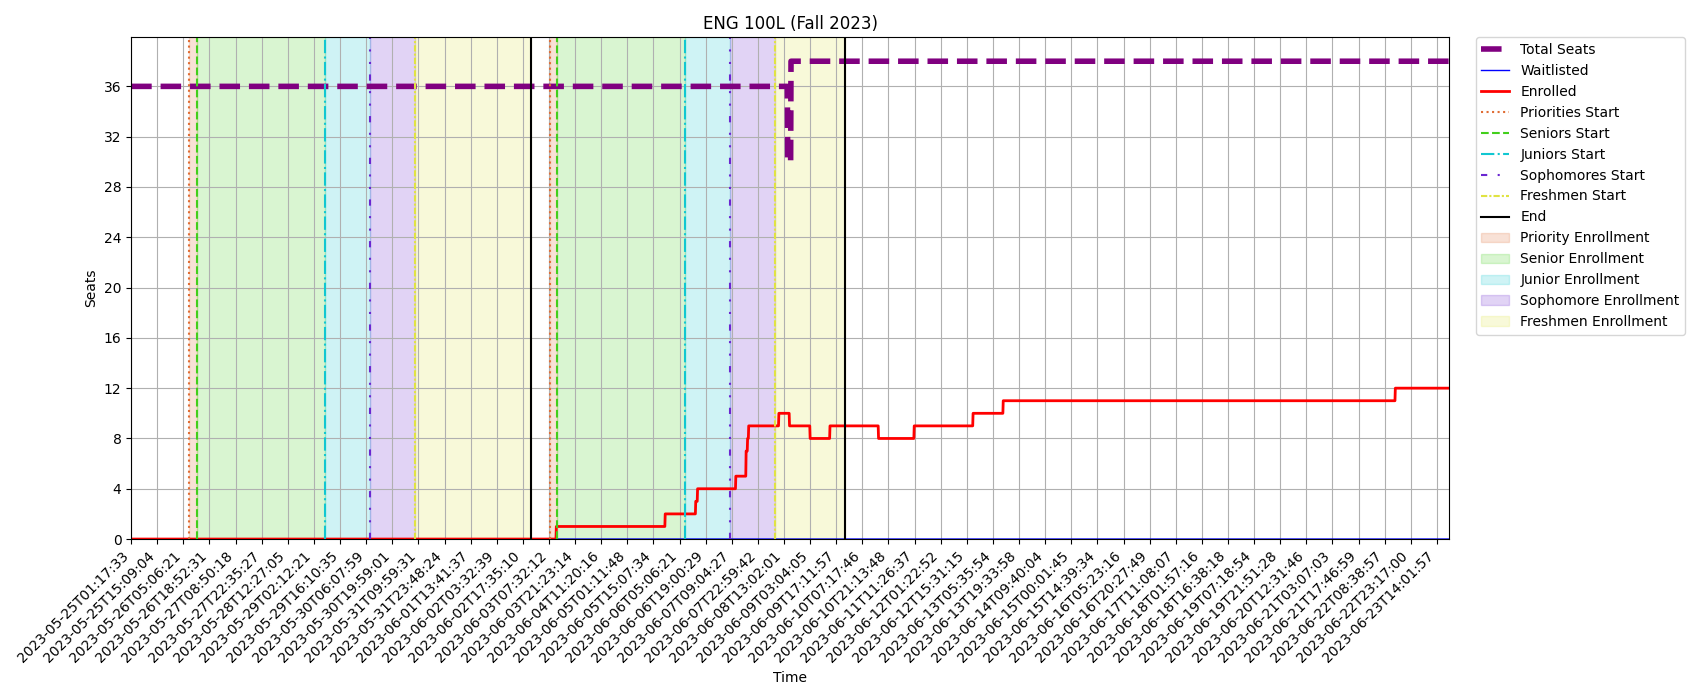 ENG 100L (Fall 2023)
Seats
36
32
28
24
20
16
12
8
4
0
2023-05-25T01:17:33
2023-05-25T15:09:04
2023-05-26T05:06:21
2023-05-26T18:52:31
2023-05-27T08:50:18
2023-05-27T22:35:27
2023-05-28T12:27:05
2023-05-29T02:12:21
2023-05-29T16:10:35
2023-05-30T06:07:59
2023-05-30T19:59:01
2023-05-31T09:59:31
2023-05-31T23:48:24
2023-06-01T13:41:37
2023-06-02T03:32:39
2023-06-02T17:35:10
2023-06-03T07:32:12
2023-06-03T21:23:14
2023-06-04T11:20:16
2023-06-05T01:11:48
2023-06-05T15:07:34
2023-06-06T05:06:21
2023-06-06T19:00:29
2023-06-07T09:04:27
2023-06-07T22:59:42
2023-06-08T13:02:01
2023-06-09T03:04:05
2023-06-09T17:11:57
2023-06-10T07:17:46
2023-06-10T21:13:48
2023-06-11T11:26:37
2023-06-12T01:22:52
2023-06-12T15:31:15
2023-06-13T05:35:54
2023-06-13T19:33:58
2023-06-14T09:40:04
2023-06-15T00:01:45
2023-06-15T14:39:34
2023-06-16T05:23:16
2023-06-16T20:27:49
2023-06-17T11:08:07
2023-06-18T01:57:16
2023-06-18T16:38:18
2023-06-19T07:18:54
2023-06-19T21:51:28
2023-06-20T12:31:46
2023-06-21T03:07:03
2023-06-21T17:46:59
2023-06-22T08:38:57
2023-06-22T23:17:00
2023-06-23T14:01:57
Time
Total Seats
Waitlisted
Enrolled
Priorities Start
Seniors Start
Juniors Start
Sophomores Start
Freshmen Start
End
Priority Enrollment
Senior Enrollment
Junior Enrollment
Sophomore Enrollment
Freshmen Enrollment